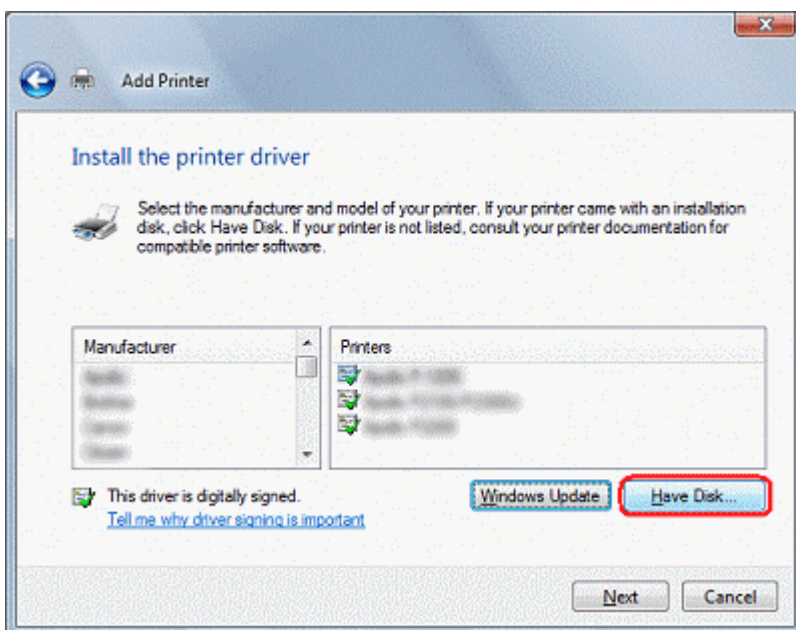 Add Printer
Install the printer driver
Select the manufacturer and model of your printer. If your printer came with an installation
disk, click Have Disk. If your printer is not listed, consult your printer documentation for
compatible printer software.
Manufacturer
Printers
This driver is digitally signed.
Tell me why driver signing is important
Windows Update
Have Disk...
Next
Cancel